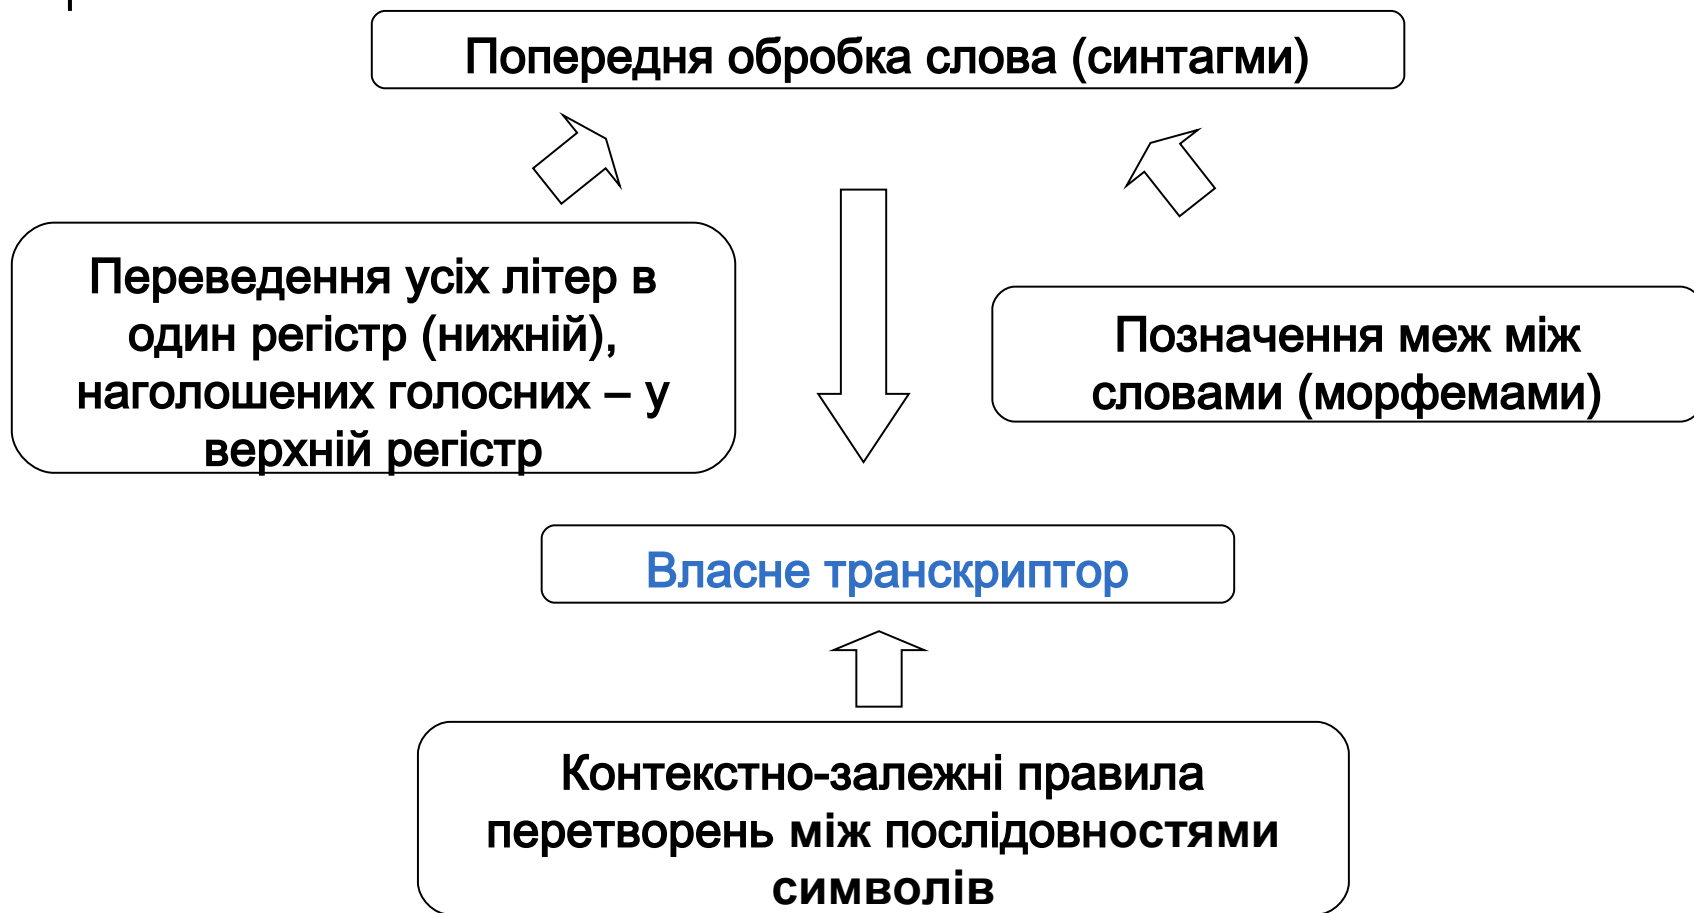 Попередня обробка слова (синтагми)
Переведення усіх літер в
один регістр (нижній),
наголошених голосних – у
верхній регістр
Позначення меж між
словами (морфемами)
Власне транскриптор
Контекстно-залежні правила
перетворень між послідовностями
символів